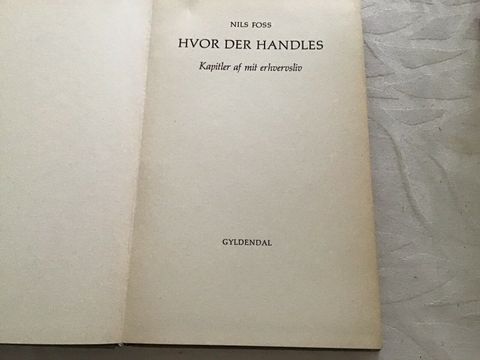 NILS FOSS
HVOR DER HANDLES
Kapitler af mit erhvervsliv
GYLDENDAL